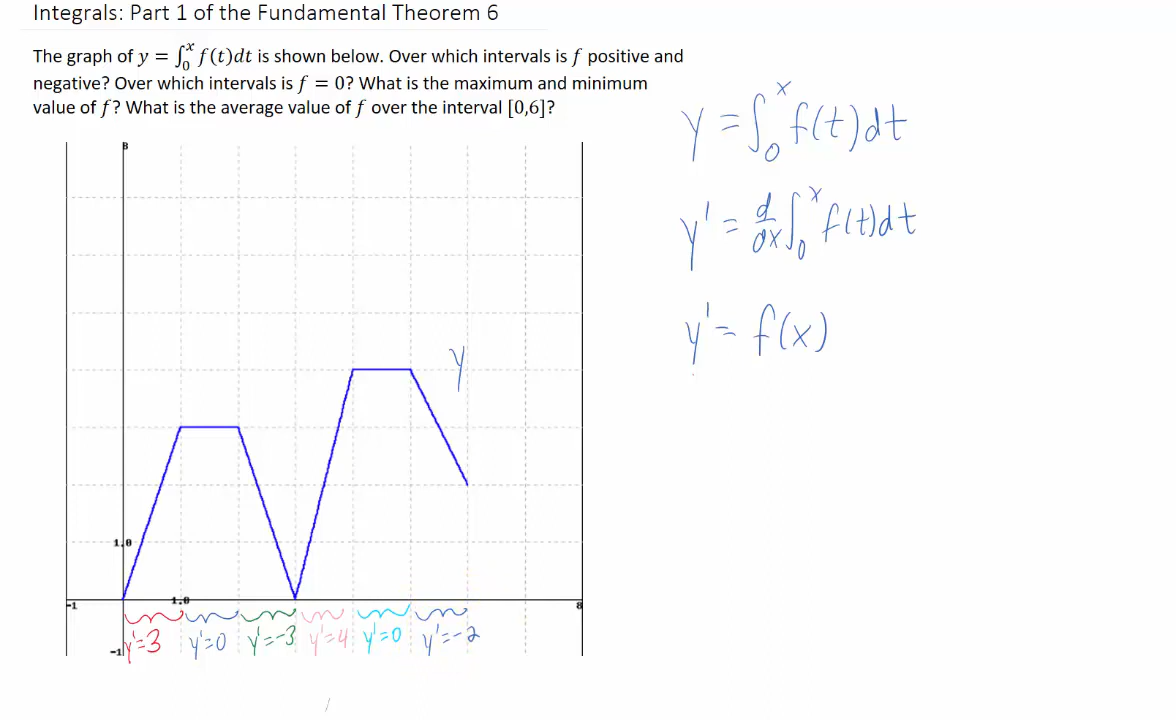 Integrals: Part 1 of the Fundamental Theorem 6
The graph of y = ∫₀ˣ f(t)dt is shown below. Over which intervals is f positive and
negative? Over which intervals is f = 0? What is the maximum and minimum
value of f? What is the average value of f over the interval [0,6]?
y = ∫₀ˣ f(t)dt
y' = d/dx ∫₀ˣ f(t)dt
y' = f(x)
8
y
1.0
-1
1.0
8
-1
y'=3 y'=0 y'=-3 y'=4 y'=0 y'=-2